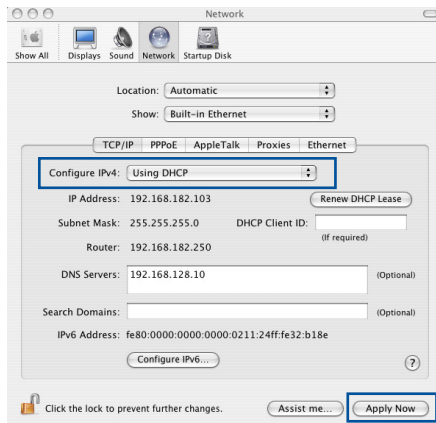 Network
Show All Displays Sound Network Startup Disk
Location: Automatic
Show: Built-in Ethernet
TCP/IP PPPoE AppleTalk Proxies Ethernet
Configure IPv4: Using DHCP
IP Address: 192.168.182.103 Renew DHCP Lease
Subnet Mask: 255.255.255.0 DHCP Client ID:
(If required)
Router: 192.168.182.250
DNS Servers: 192.168.128.10 (Optional)
Search Domains: (Optional)
IPv6 Address: fe80:0000:0000:0000:0211:24ff:fe32:b18e
Configure IPv6... ?
Click the lock to prevent further changes. Assist me... Apply Now